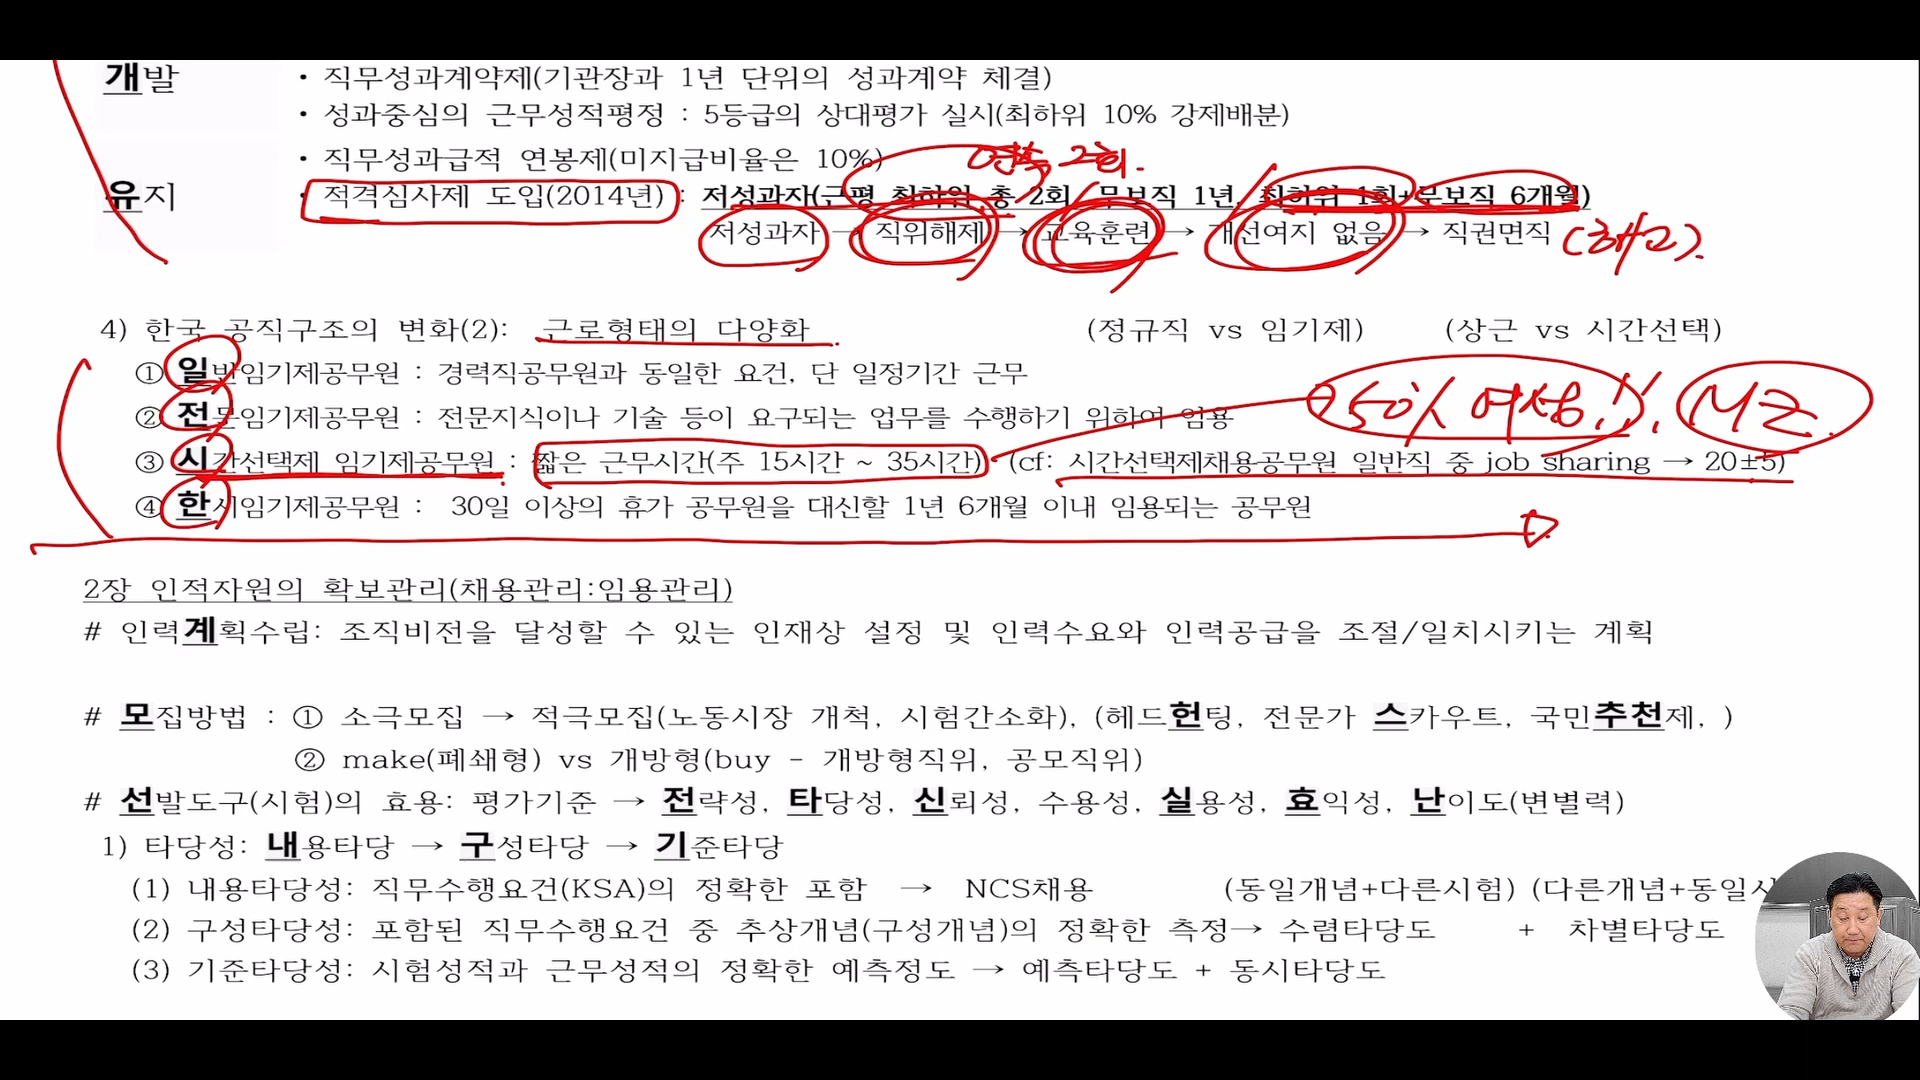 개발 • 직무성과계약제(기관장과 1년 단위의 성과계약 체결)
• 성과중심의 근무성적평정 : 5등급의 상대평가 실시(최하위 10% 강제배분)
• 직무성과급적 연봉제(미지급비율은 10%)
연속 2회.
유지 • 적격심사제 도입(2014년) : 저성과자(근평 최하위 총 2회, 무보직 1년, 최하위 1회+무보직 6개월)
저성과자 → 직위해제 → 교육훈련 → 개선여지 없음 → 직권면직 (해고).
4) 한국 공직구조의 변화(2): 근로형태의 다양화 (정규직 vs 임기제) (상근 vs 시간선택)
① 일반임기제공무원 : 경력직공무원과 동일한 요건, 단 일정기간 근무
50% 여성!!. MZ.
② 전문임기제공무원 : 전문지식이나 기술 등이 요구되는 업무를 수행하기 위하여 임용
③ 시간선택제 임기제공무원 : 짧은 근무시간(주 15시간 ~ 35시간) (cf: 시간선택제채용공무원 일반직 중 job sharing → 20±5)
④ 한시임기제공무원 : 30일 이상의 휴가 공무원을 대신할 1년 6개월 이내 임용되는 공무원
2장 인적자원의 확보관리(채용관리:임용관리)
# 인력계획수립: 조직비전을 달성할 수 있는 인재상 설정 및 인력수요와 인력공급을 조절/일치시키는 계획
# 모집방법 : ① 소극모집 → 적극모집(노동시장 개척, 시험간소화), (헤드헌팅, 전문가 스카우트, 국민추천제, )
② make(폐쇄형) vs 개방형(buy - 개방형직위, 공모직위)
# 선발도구(시험)의 효용: 평가기준 → 전략성, 타당성, 신뢰성, 수용성, 실용성, 효익성, 난이도(변별력)
1) 타당성: 내용타당 → 구성타당 → 기준타당
(1) 내용타당성: 직무수행요건(KSA)의 정확한 포함 → NCS채용 (동일개념+다른시험) (다른개념+동일시
(2) 구성타당성: 포함된 직무수행요건 중 추상개념(구성개념)의 정확한 측정→ 수렴타당도 + 차별타당도
(3) 기준타당성: 시험성적과 근무성적의 정확한 예측정도 → 예측타당도 + 동시타당도